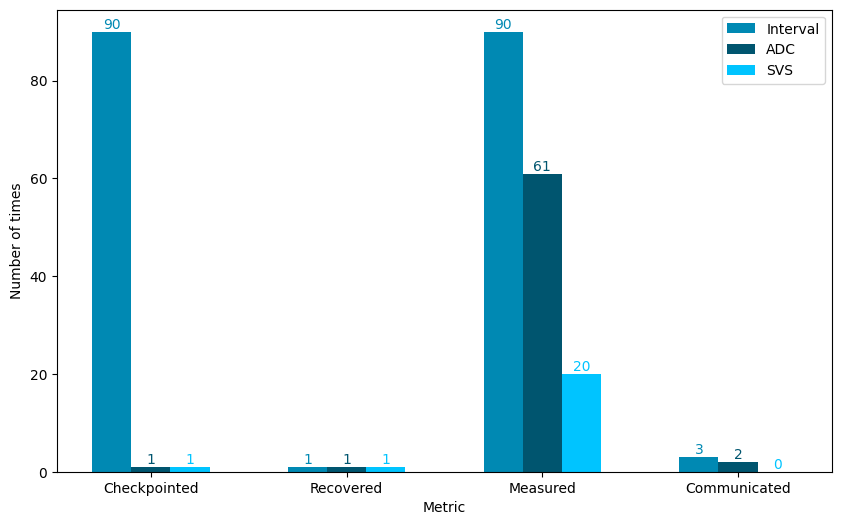 90
90
Interval
ADC
SVS
80
61
60
Number of times
40
20
20
1
1
1
1
1
3
2
0
0
Checkpointed
Recovered
Measured
Communicated
Metric